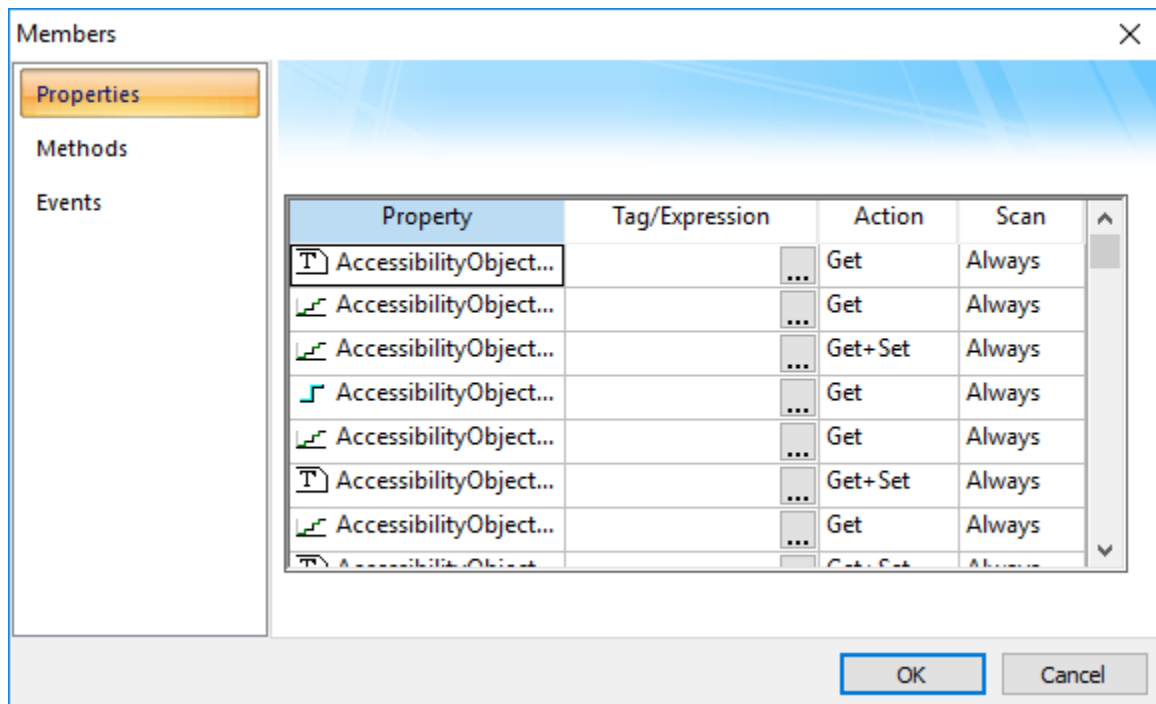 Members
Properties
Methods
Events
Property Tag/Expression Action Scan
AccessibilityObject... ... Get Always
AccessibilityObject... ... Get Always
AccessibilityObject... ... Get+Set Always
AccessibilityObject... ... Get Always
AccessibilityObject... ... Get Always
AccessibilityObject... ... Get+Set Always
AccessibilityObject... ... Get Always
OK Cancel